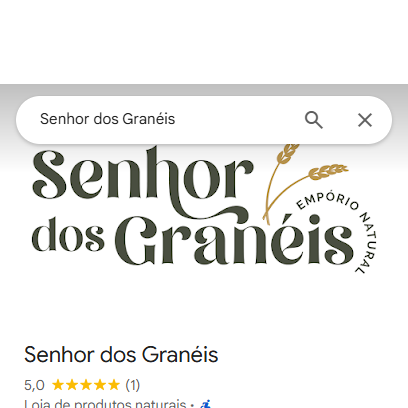 Senhor dos Granéis
Senhor
dos Granéis
EMPÓRIO NATURAL
Senhor dos Granéis
5,0 ★★★★★ (1)
Loja de produtos naturais ·